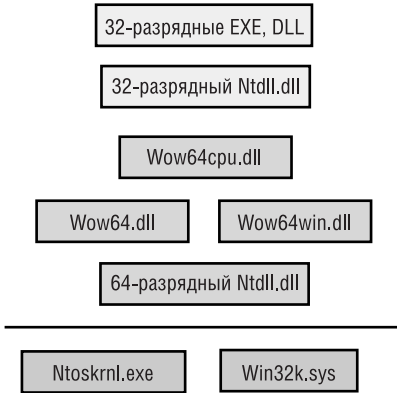 32-разрядные EXE, DLL
32-разрядный Ntdll.dll
Wow64cpu.dll
Wow64.dll
Wow64win.dll
64-разрядный Ntdll.dll
Ntoskrnl.exe
Win32k.sys